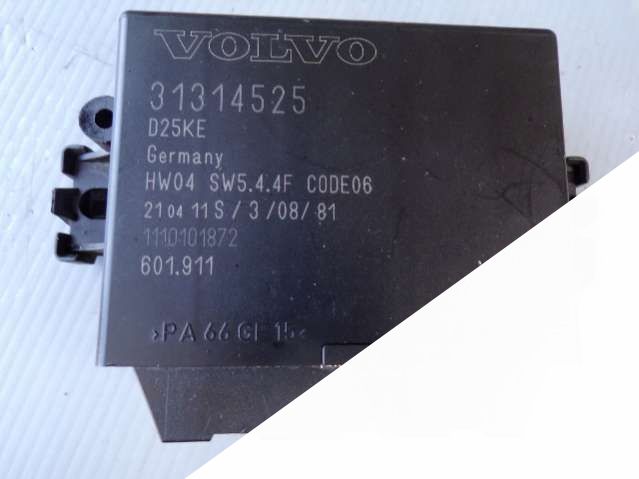 VOLVO
31314525
D25KE
Germany
HW04 SW5.4.4F CODE06
21 04 11 S / 3 / 08 / 81
1110101872
601.911
>PA 66 GF 15<